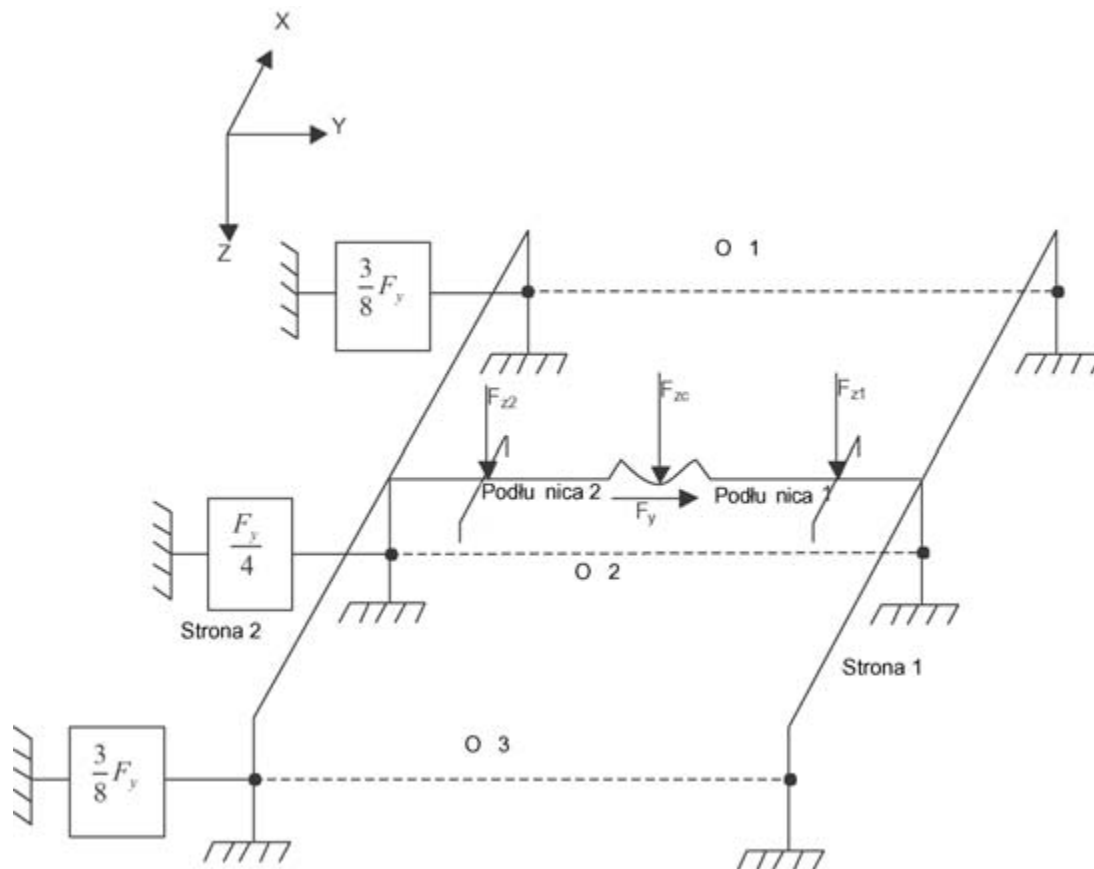 X
Y
Z
O 1
3/8 F_y
F_z2
F_zc
F_z1
Podłu nica 2
Podłu nica 1
F_y
F_y/4
O 2
Strona 2
Strona 1
O 3
3/8 F_y